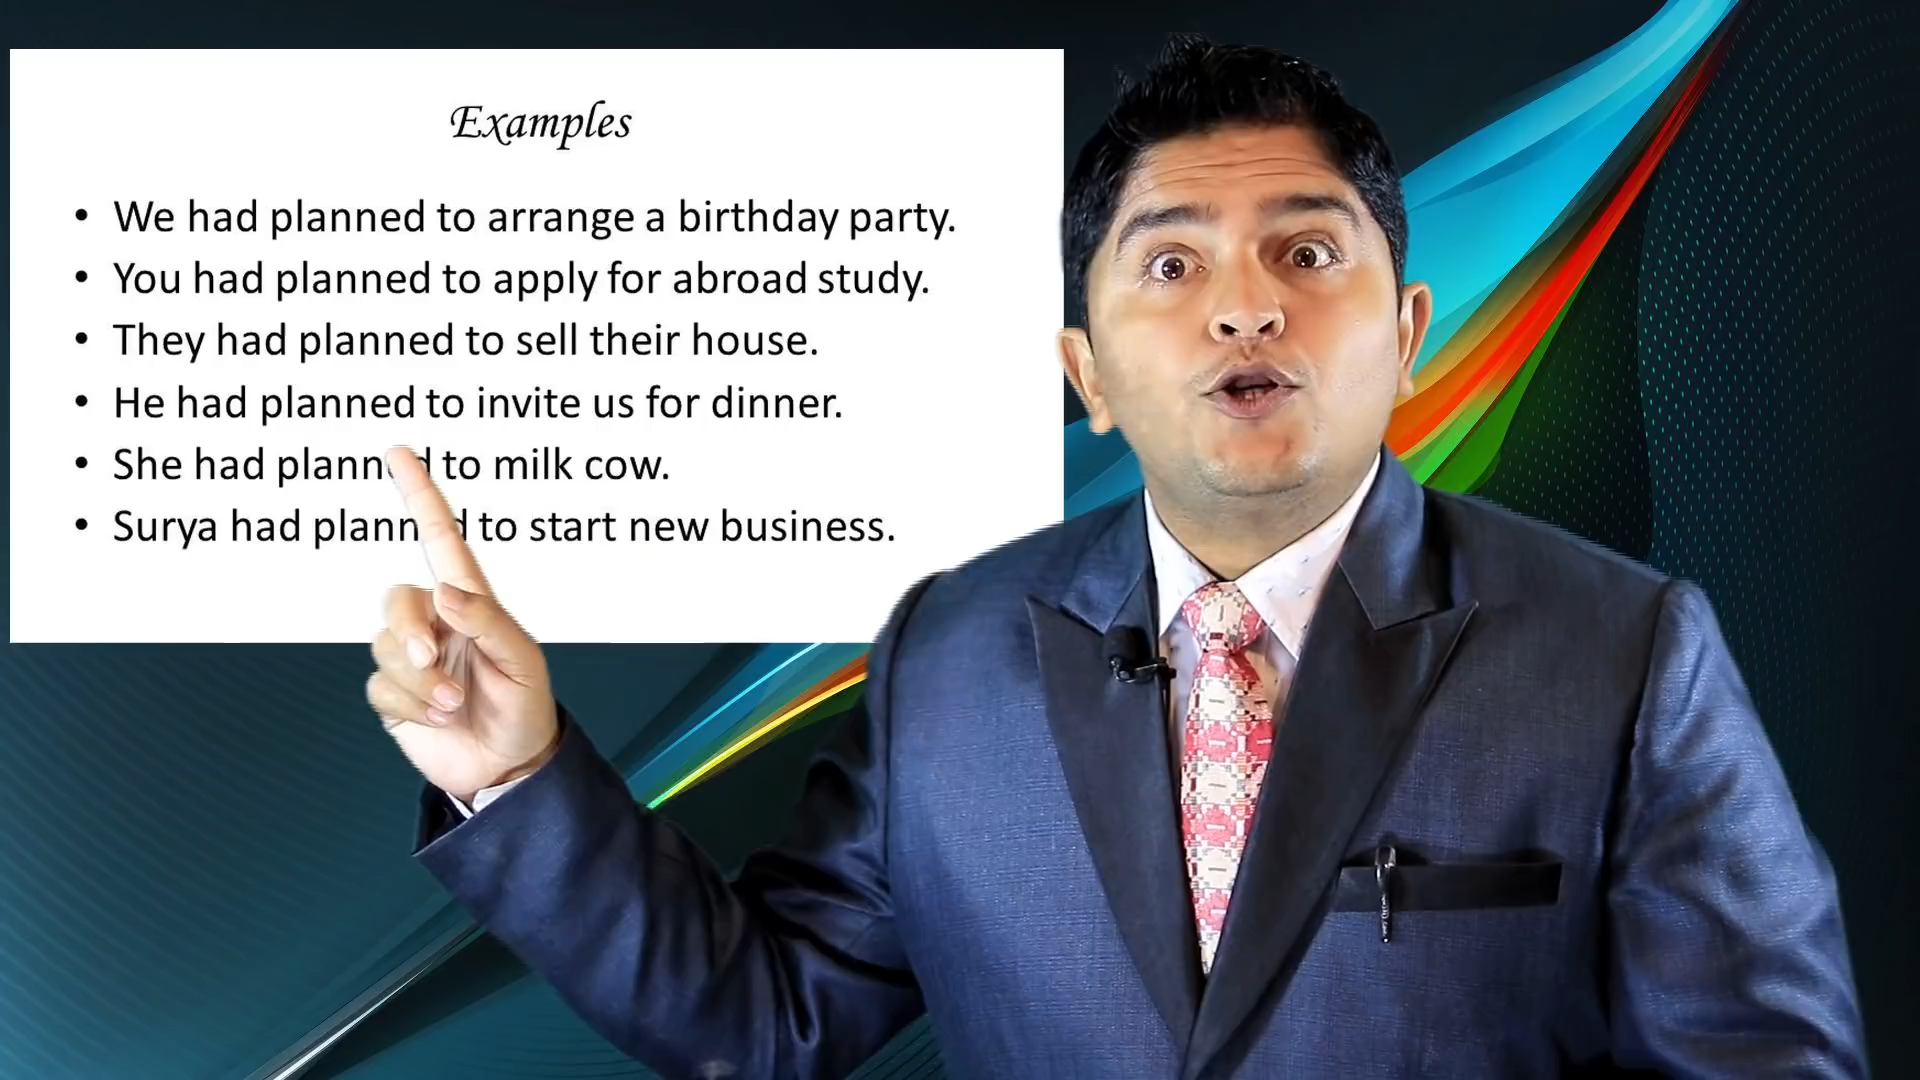 Examples
• We had planned to arrange a birthday party.
• You had planned to apply for abroad study.
• They had planned to sell their house.
• He had planned to invite us for dinner.
• She had planned to milk cow.
• Surya had planned to start new business.